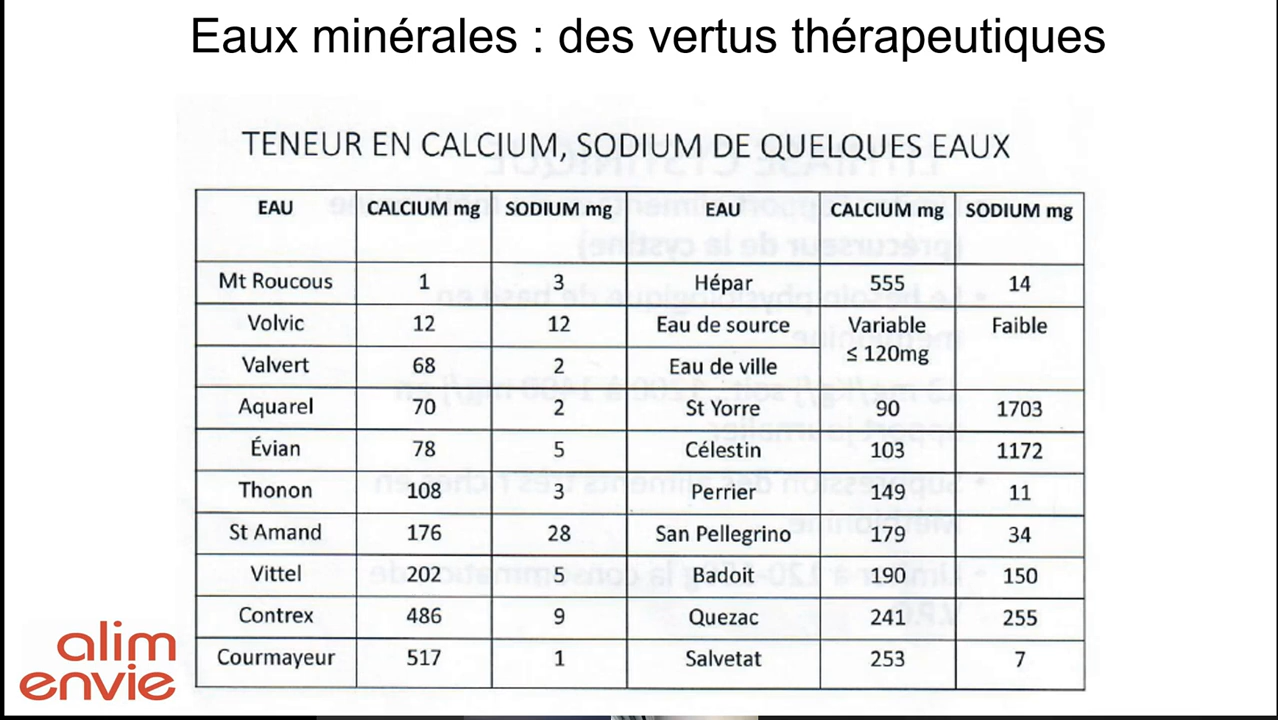 Eaux minérales : des vertus thérapeutiques
TENEUR EN CALCIUM, SODIUM DE QUELQUES EAUX
EAU CALCIUM mg SODIUM mg EAU CALCIUM mg SODIUM mg
Mt Roucous 1 3 Hépar 555 14
Volvic 12 12 Eau de source Variable Faible
≤ 120mg
Valvert 68 2 Eau de ville
Aquarel 70 2 St Yorre 90 1703
Évian 78 5 Célestin 103 1172
Thonon 108 3 Perrier 149 11
St Amand 176 28 San Pellegrino 179 34
Vittel 202 5 Badoit 190 150
Contrex 486 9 Quezac 241 255
Courmayeur 517 1 Salvetat 253 7
alim
envie